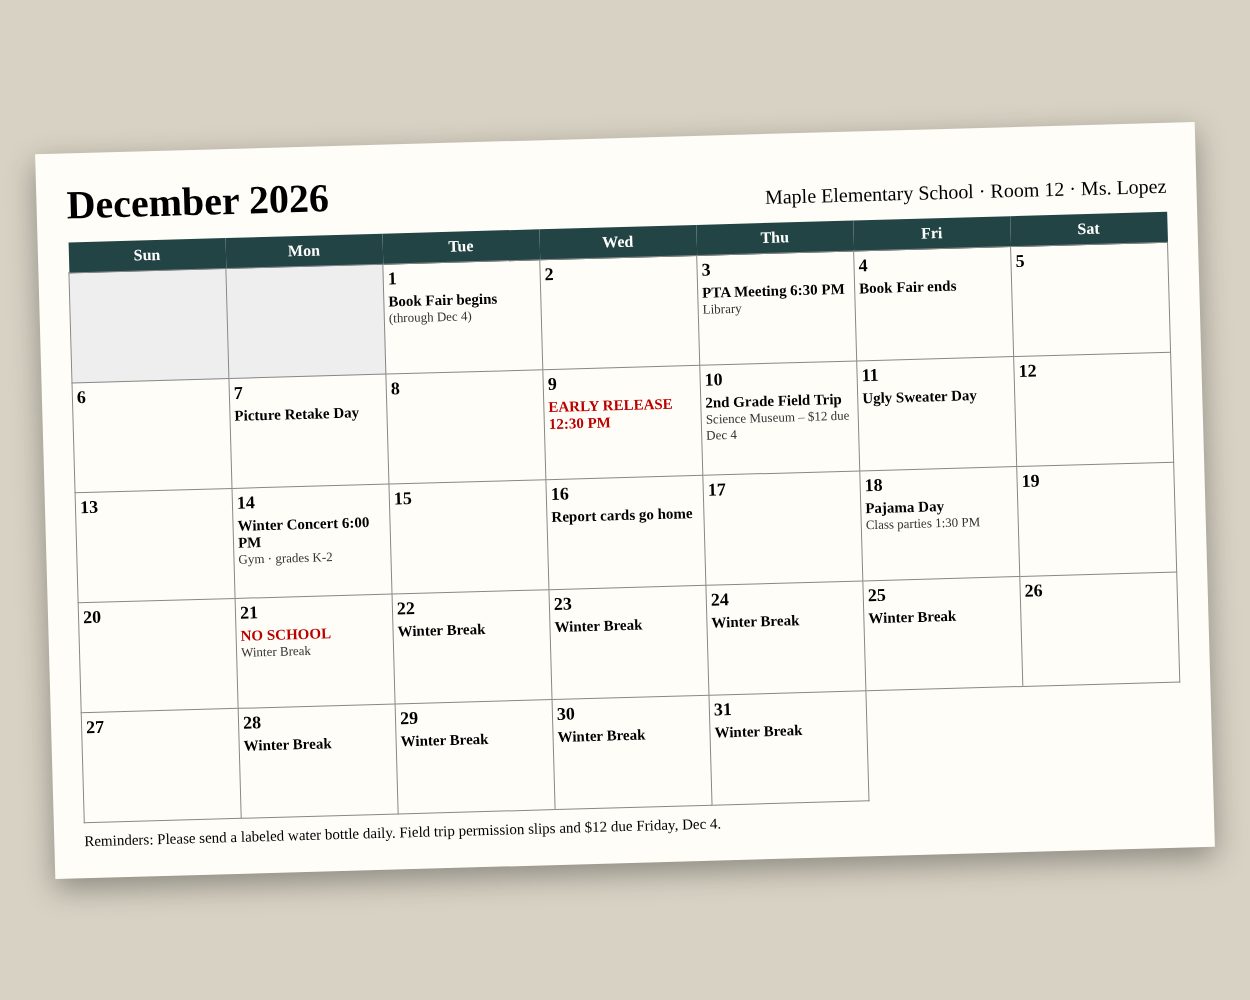 December 2026
Maple Elementary School · Room 12 · Ms. Lopez
Sun Mon Tue Wed Thu Fri Sat
1
Book Fair begins
(through Dec 4)
2
3
PTA Meeting 6:30 PM
Library
4
Book Fair ends
5
6
7
Picture Retake Day
8
9
EARLY RELEASE
12:30 PM
10
2nd Grade Field Trip
Science Museum – $12 due
Dec 4
11
Ugly Sweater Day
12
13
14
Winter Concert 6:00
PM
Gym · grades K-2
15
16
Report cards go home
17
18
Pajama Day
Class parties 1:30 PM
19
20
21
NO SCHOOL
Winter Break
22
Winter Break
23
Winter Break
24
Winter Break
25
Winter Break
26
27
28
Winter Break
29
Winter Break
30
Winter Break
31
Winter Break
Reminders: Please send a labeled water bottle daily. Field trip permission slips and $12 due Friday, Dec 4.